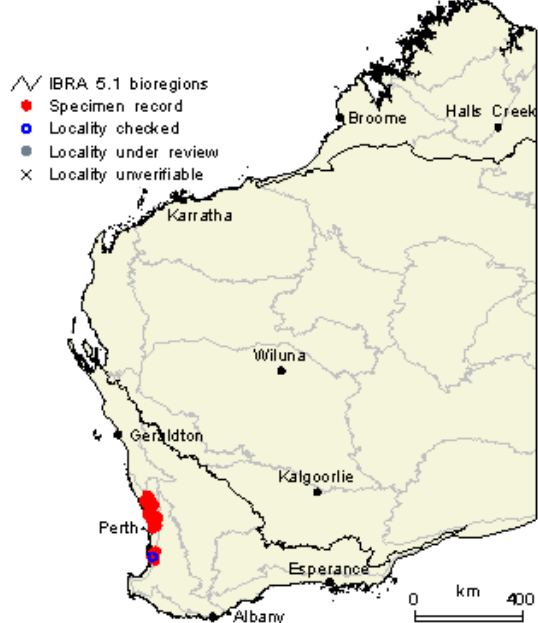 IBRA 5.1 bioregions
Specimen record
Locality checked
Locality under review
Locality unverifiable
Broome
Halls Creek
Karratha
Wiluna
Geraldton
Kalgoorlie
Perth
Esperance
Albany
km
0 400